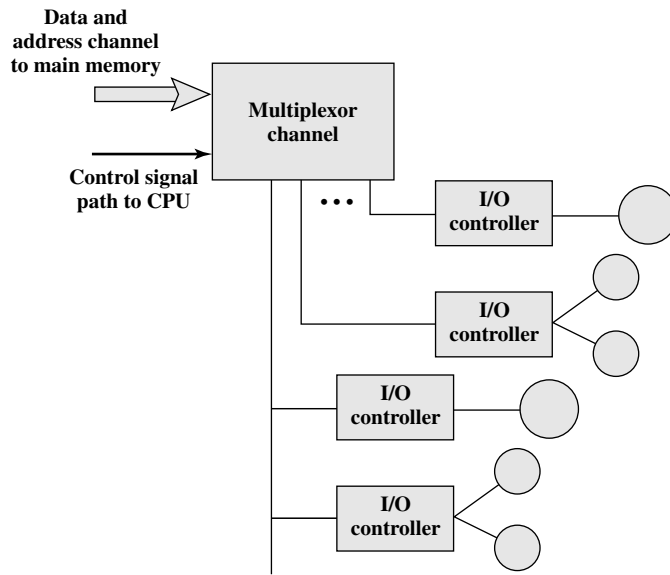 Data and
address channel
to main memory
Multiplexor
channel
Control signal
path to CPU
I/O
controller
I/O
controller
I/O
controller
I/O
controller